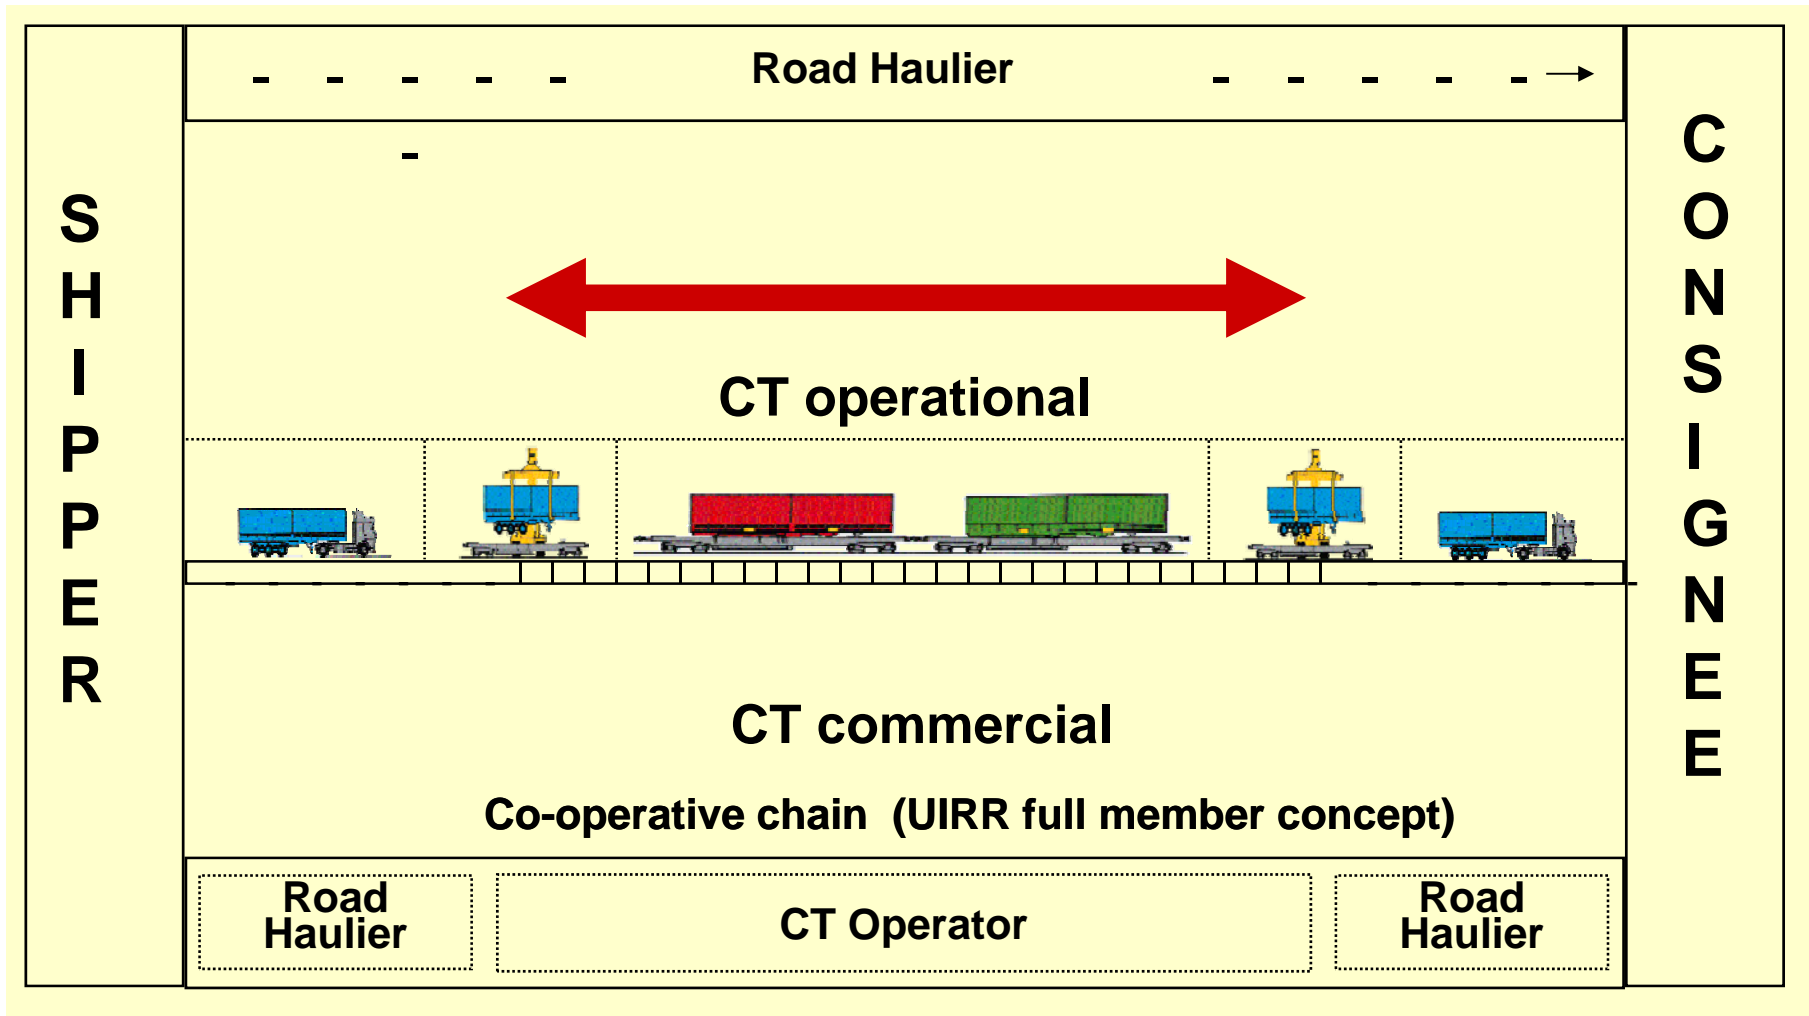 Road Haulier
SHIPPER
CONSIGNEE
CT operational
CT commercial
Co-operative chain (UIRR full member concept)
Road
Haulier
CT Operator
Road
Haulier